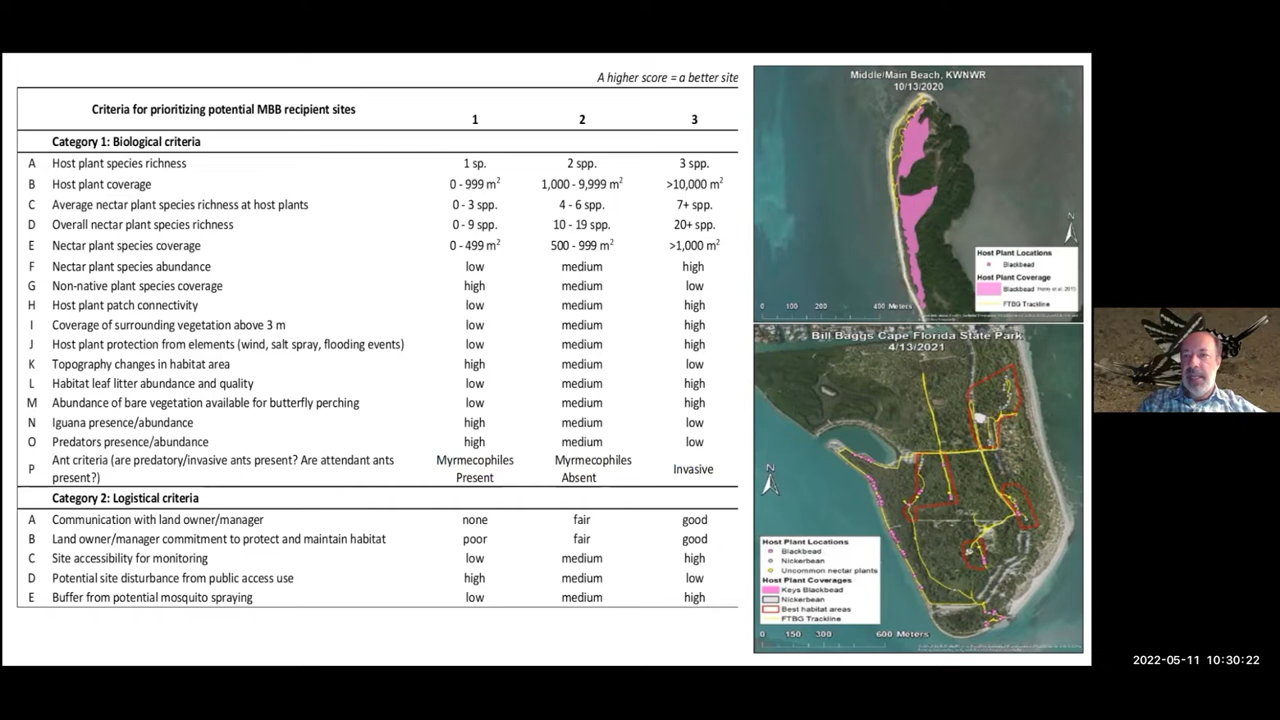 A higher score = a better site
Criteria for prioritizing potential MBB recipient sites
1 2 3
Category 1: Biological criteria
A Host plant species richness 1 sp. 2 spp. 3 spp.
B Host plant coverage 0 - 999 m² 1,000 - 9,999 m² >10,000 m²
C Average nectar plant species richness at host plants 0 - 3 spp. 4 - 6 spp. 7+ spp.
D Overall nectar plant species richness 0 - 9 spp. 10 - 19 spp. 20+ spp.
E Nectar plant species coverage 0 - 499 m² 500 - 999 m² >1,000 m²
F Nectar plant species abundance low medium high
G Non-native plant species coverage high medium low
H Host plant patch connectivity low medium high
I Coverage of surrounding vegetation above 3 m low medium high
J Host plant protection from elements (wind, salt spray, flooding events) low medium high
K Topography changes in habitat area high medium low
L Habitat leaf litter abundance and quality low medium high
M Abundance of bare vegetation available for butterfly perching low medium high
N Iguana presence/abundance high medium low
O Predators presence/abundance high medium low
P Ant criteria (are predatory/invasive ants present? Are attendant ants present?) Myrmecophiles Present Myrmecophiles Absent Invasive
Category 2: Logistical criteria
A Communication with land owner/manager none fair good
B Land owner/manager commitment to protect and maintain habitat poor fair good
C Site accessibility for monitoring low medium high
D Potential site disturbance from public access use high medium low
E Buffer from potential mosquito spraying low medium high
Middle/Main Beach, KWNWR
10/13/2020
N
Host Plant Locations
Blackbead
Host Plant Coverage
Blackbead
FTBG Trackline
0 100 200 400 Meters
Bill Baggs Cape Florida State Park
4/13/2021
N
Host Plant Locations
Blackbead
Nickerbean
Uncommon nectar plants
Host Plant Coverages
Keys Blackbead
Nickerbean
Best habitat areas
FTBG Trackline
0 150 300 600 Meters
2022-05-11 10:30:22